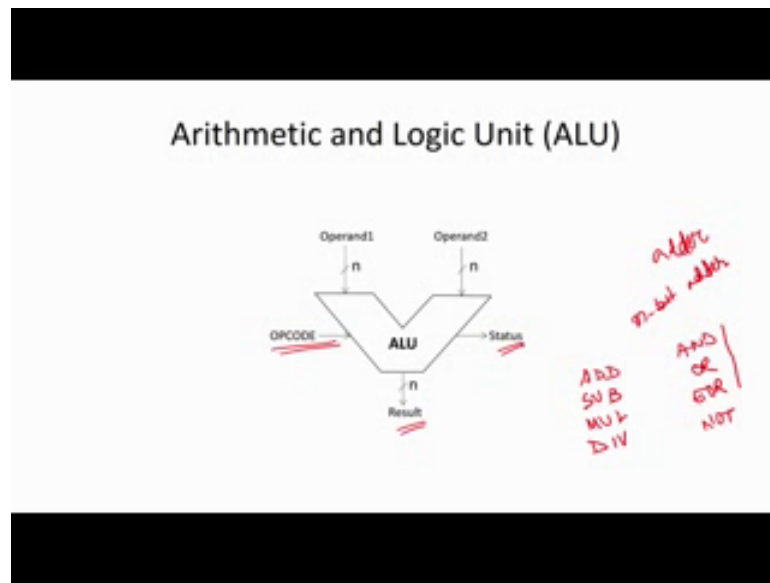 Arithmetic and Logic Unit (ALU)
Operand1 Operand2
n n
OPCODE ALU Status
n
Result
adder
n-bit adder
ADD AND
SUB OR
MUL EOR
DIV NOT